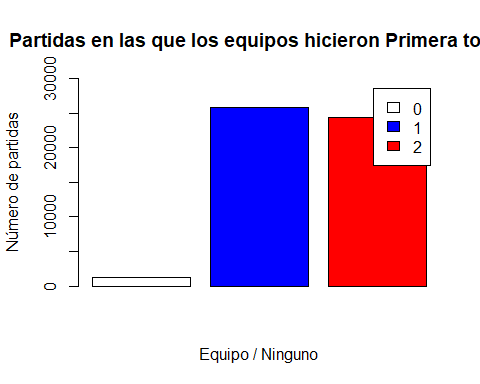 Partidas en las que los equipos hicieron Primera to
Número de partidas
30000
20000
10000
0
0
1
2
Equipo / Ninguno